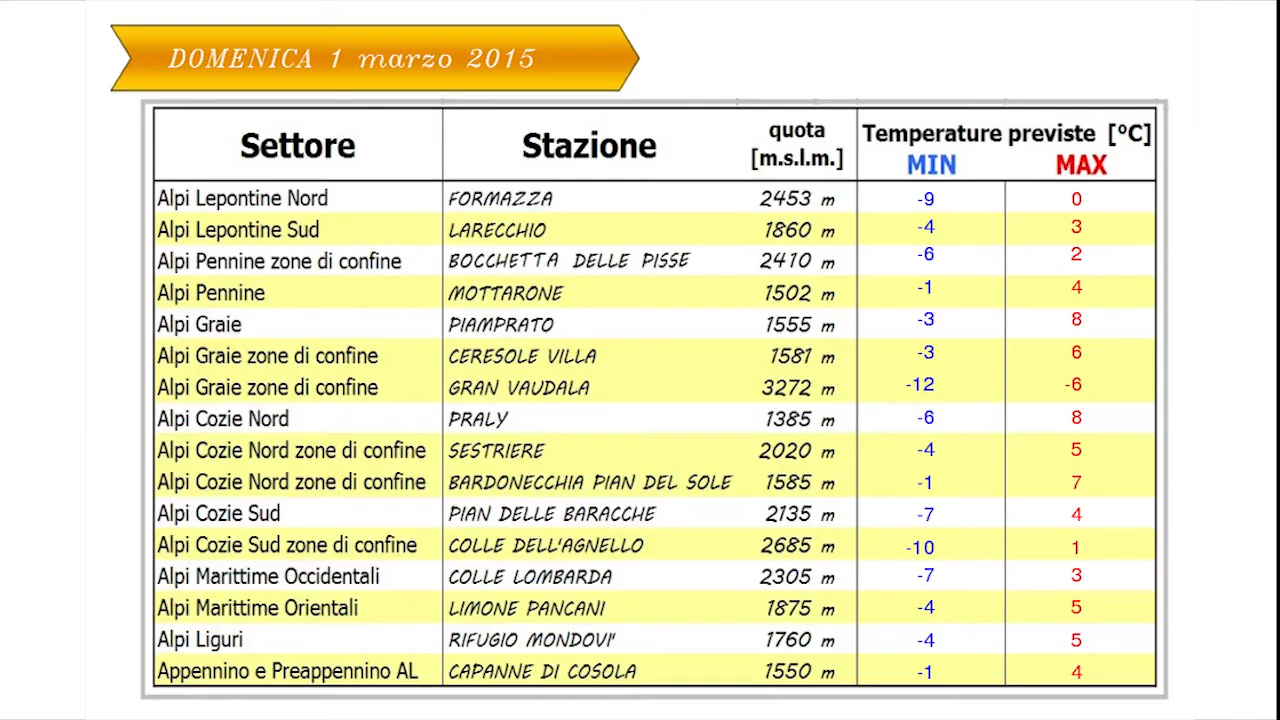 DOMENICA 1 marzo 2015
Settore Stazione quota [m.s.l.m.] Temperature previste [°C] MIN MAX
Alpi Lepontine Nord FORMAZZA 2453 m -9 0
Alpi Lepontine Sud LARECCHIO 1860 m -4 3
Alpi Pennine zone di confine BOCCHETTA DELLE PISSE 2410 m -6 2
Alpi Pennine MOTTARONE 1502 m -1 4
Alpi Graie PIAMPRATO 1555 m -3 8
Alpi Graie zone di confine CERESOLE VILLA 1581 m -3 6
Alpi Graie zone di confine GRAN VAUDALA 3272 m -12 -6
Alpi Cozie Nord PRALY 1385 m -6 8
Alpi Cozie Nord zone di confine SESTRIERE 2020 m -4 5
Alpi Cozie Nord zone di confine BARDONECCHIA PIAN DEL SOLE 1585 m -1 7
Alpi Cozie Sud PIAN DELLE BARACCHE 2135 m -7 4
Alpi Cozie Sud zone di confine COLLE DELL'AGNELLO 2685 m -10 1
Alpi Marittime Occidentali COLLE LOMBARDA 2305 m -7 3
Alpi Marittime Orientali LIMONE PANCANI 1875 m -4 5
Alpi Liguri RIFUGIO MONDOVI' 1760 m -4 5
Appennino e Preappennino AL CAPANNE DI COSOLA 1550 m -1 4